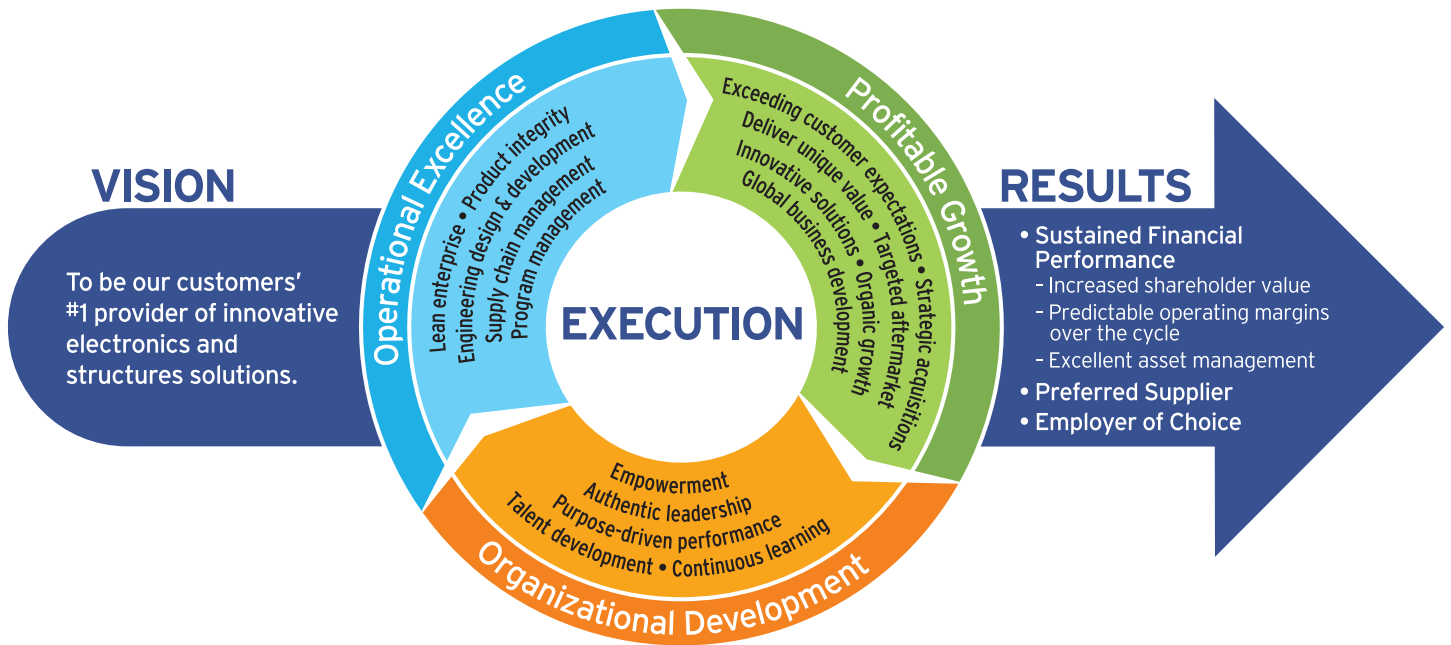 VISION
To be our customers’
#1 provider of innovative
electronics and
structures solutions.
Operational Excellence
Lean enterprise • Product integrity
Engineering design & development
Supply chain management
Program management
EXECUTION
Profitable Growth
Exceeding customer expectations • Strategic acquisitions
Deliver unique value • Targeted aftermarket
Innovative solutions • Organic growth
Global business development
Organizational Development
Empowerment
Authentic leadership
Purpose-driven performance
Talent development • Continuous learning
RESULTS
• Sustained Financial
Performance
- Increased shareholder value
- Predictable operating margins
over the cycle
- Excellent asset management
• Preferred Supplier
• Employer of Choice